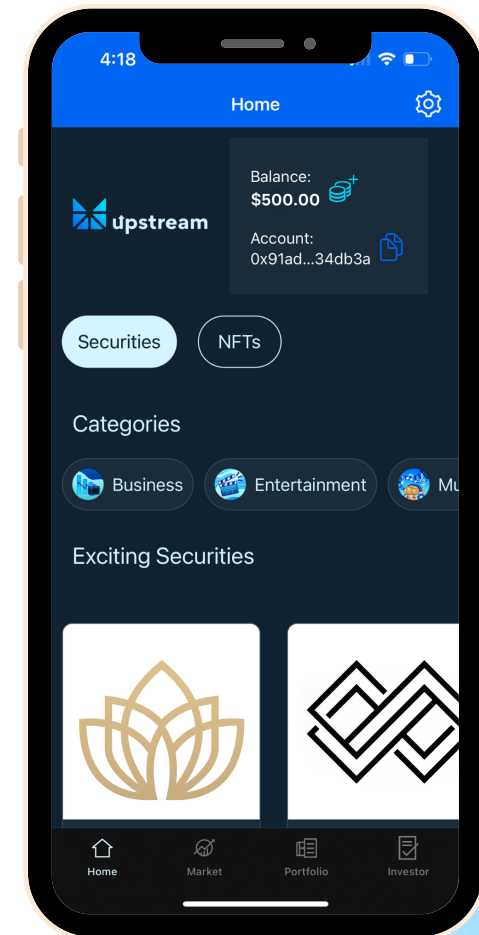 4:18
Home
upstream
Balance:
$500.00
Account:
0x91ad...34db3a
Securities
NFTs
Categories
Business
Entertainment
Mu
Exciting Securities
Home
Market
Portfolio
Investor